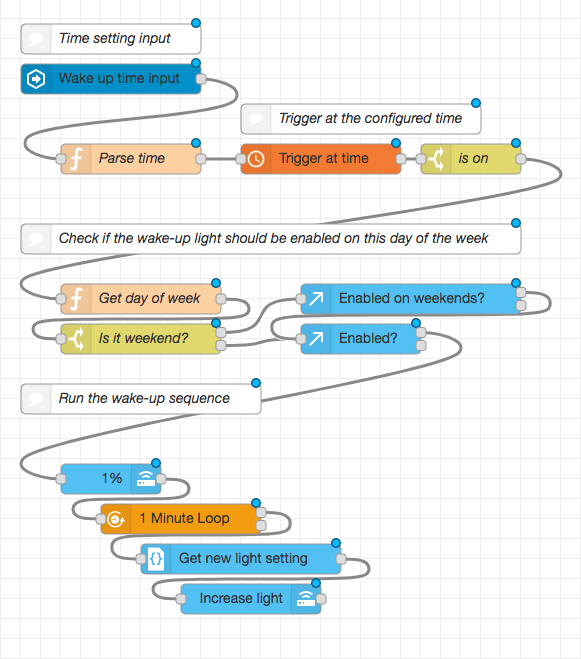 Time setting input
Wake up time input
Trigger at the configured time
Parse time
Trigger at time
is on
Check if the wake-up light should be enabled on this day of the week
Get day of week
Enabled on weekends?
Is it weekend?
Enabled?
Run the wake-up sequence
1%
1 Minute Loop
Get new light setting
Increase light